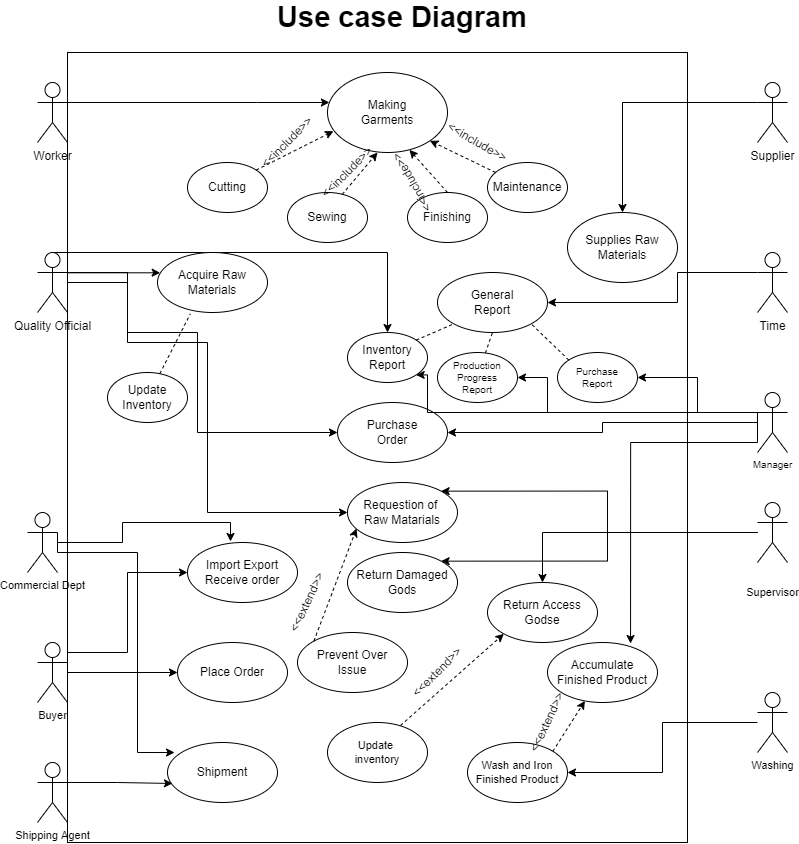 Use case Diagram
Worker
Making
Garments
Supplier
<<include>>
<<include>>
<<include>>
<<include>>
Cutting
Sewing
Finishing
Maintenance
Supplies Raw
Materials
Quality Official
Acquire Raw
Materials
General
Report
Time
Inventory
Report
Production
Progress
Report
Purchase
Report
Update
Inventory
Purchase
Order
Manager
Requestion of
Raw Matarials
Commercial Dept
Import Export
Receive order
Return Damaged
Gods
Supervisor
<<extend>>
Return Access
Godse
Prevent Over
Issue
Place Order
<<extend>>
Accumulate
Finished Product
Buyer
<<extend>>
Update
inventory
Shipment
Wash and Iron
Finished Product
Washing
Shipping Agent